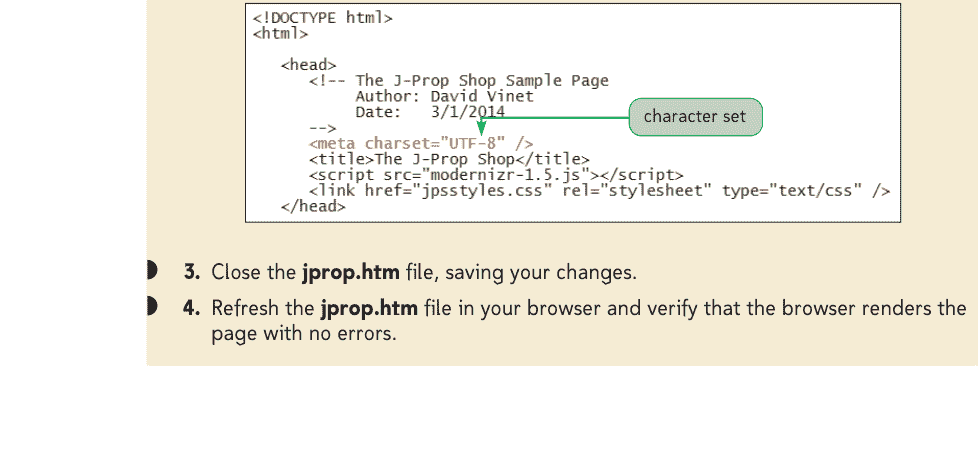 <!DOCTYPE html>
<html>
<head>
<!-- The J-Prop Shop Sample Page
Author: David Vinet
Date: 3/1/2014
character set
-->
<meta charset="UTF-8" />
<title>The J-Prop Shop</title>
<script src="modernizr-1.5.js"></script>
<link href="jpsstyles.css" rel="stylesheet" type="text/css" />
</head>
3. Close the jprop.htm file, saving your changes.
4. Refresh the jprop.htm file in your browser and verify that the browser renders the
page with no errors.